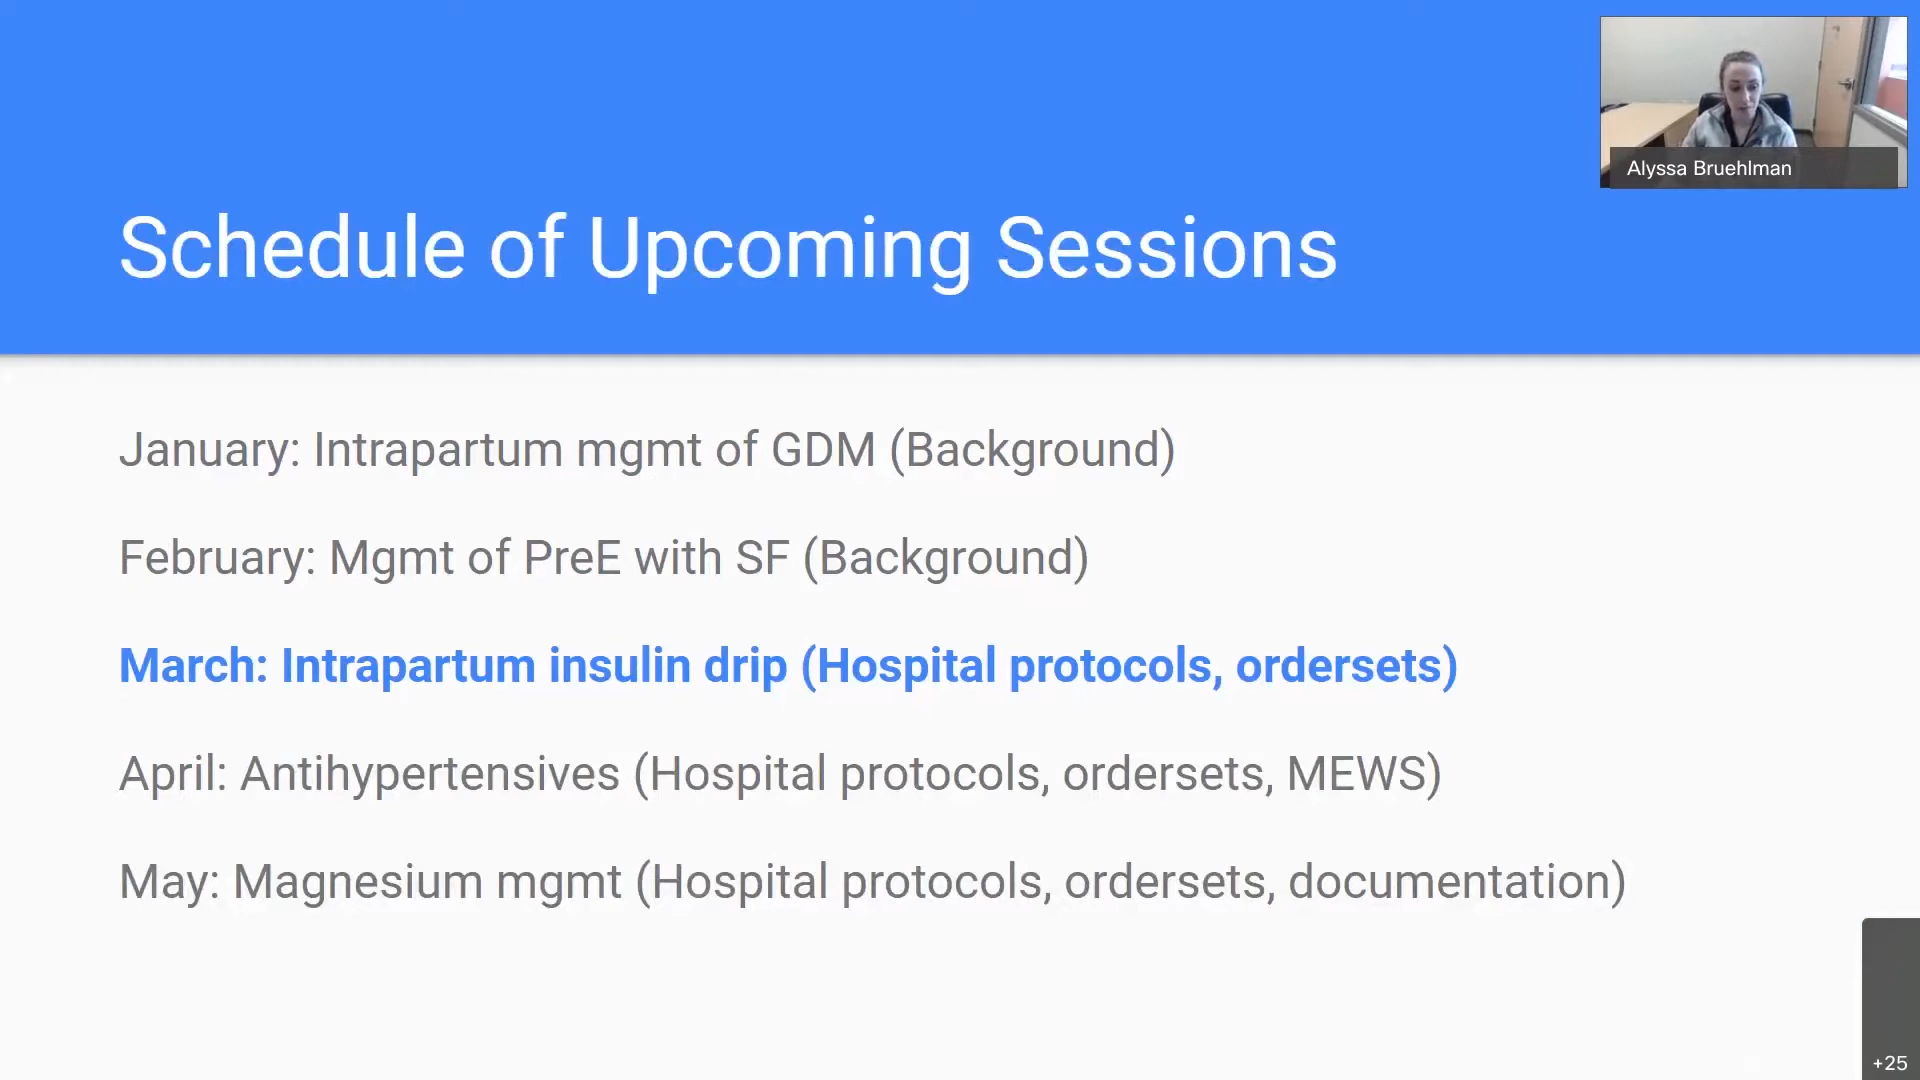 Alyssa Bruehlman
Schedule of Upcoming Sessions
January: Intrapartum mgmt of GDM (Background)
February: Mgmt of PreE with SF (Background)
March: Intrapartum insulin drip (Hospital protocols, ordersets)
April: Antihypertensives (Hospital protocols, ordersets, MEWS)
May: Magnesium mgmt (Hospital protocols, ordersets, documentation)
+25